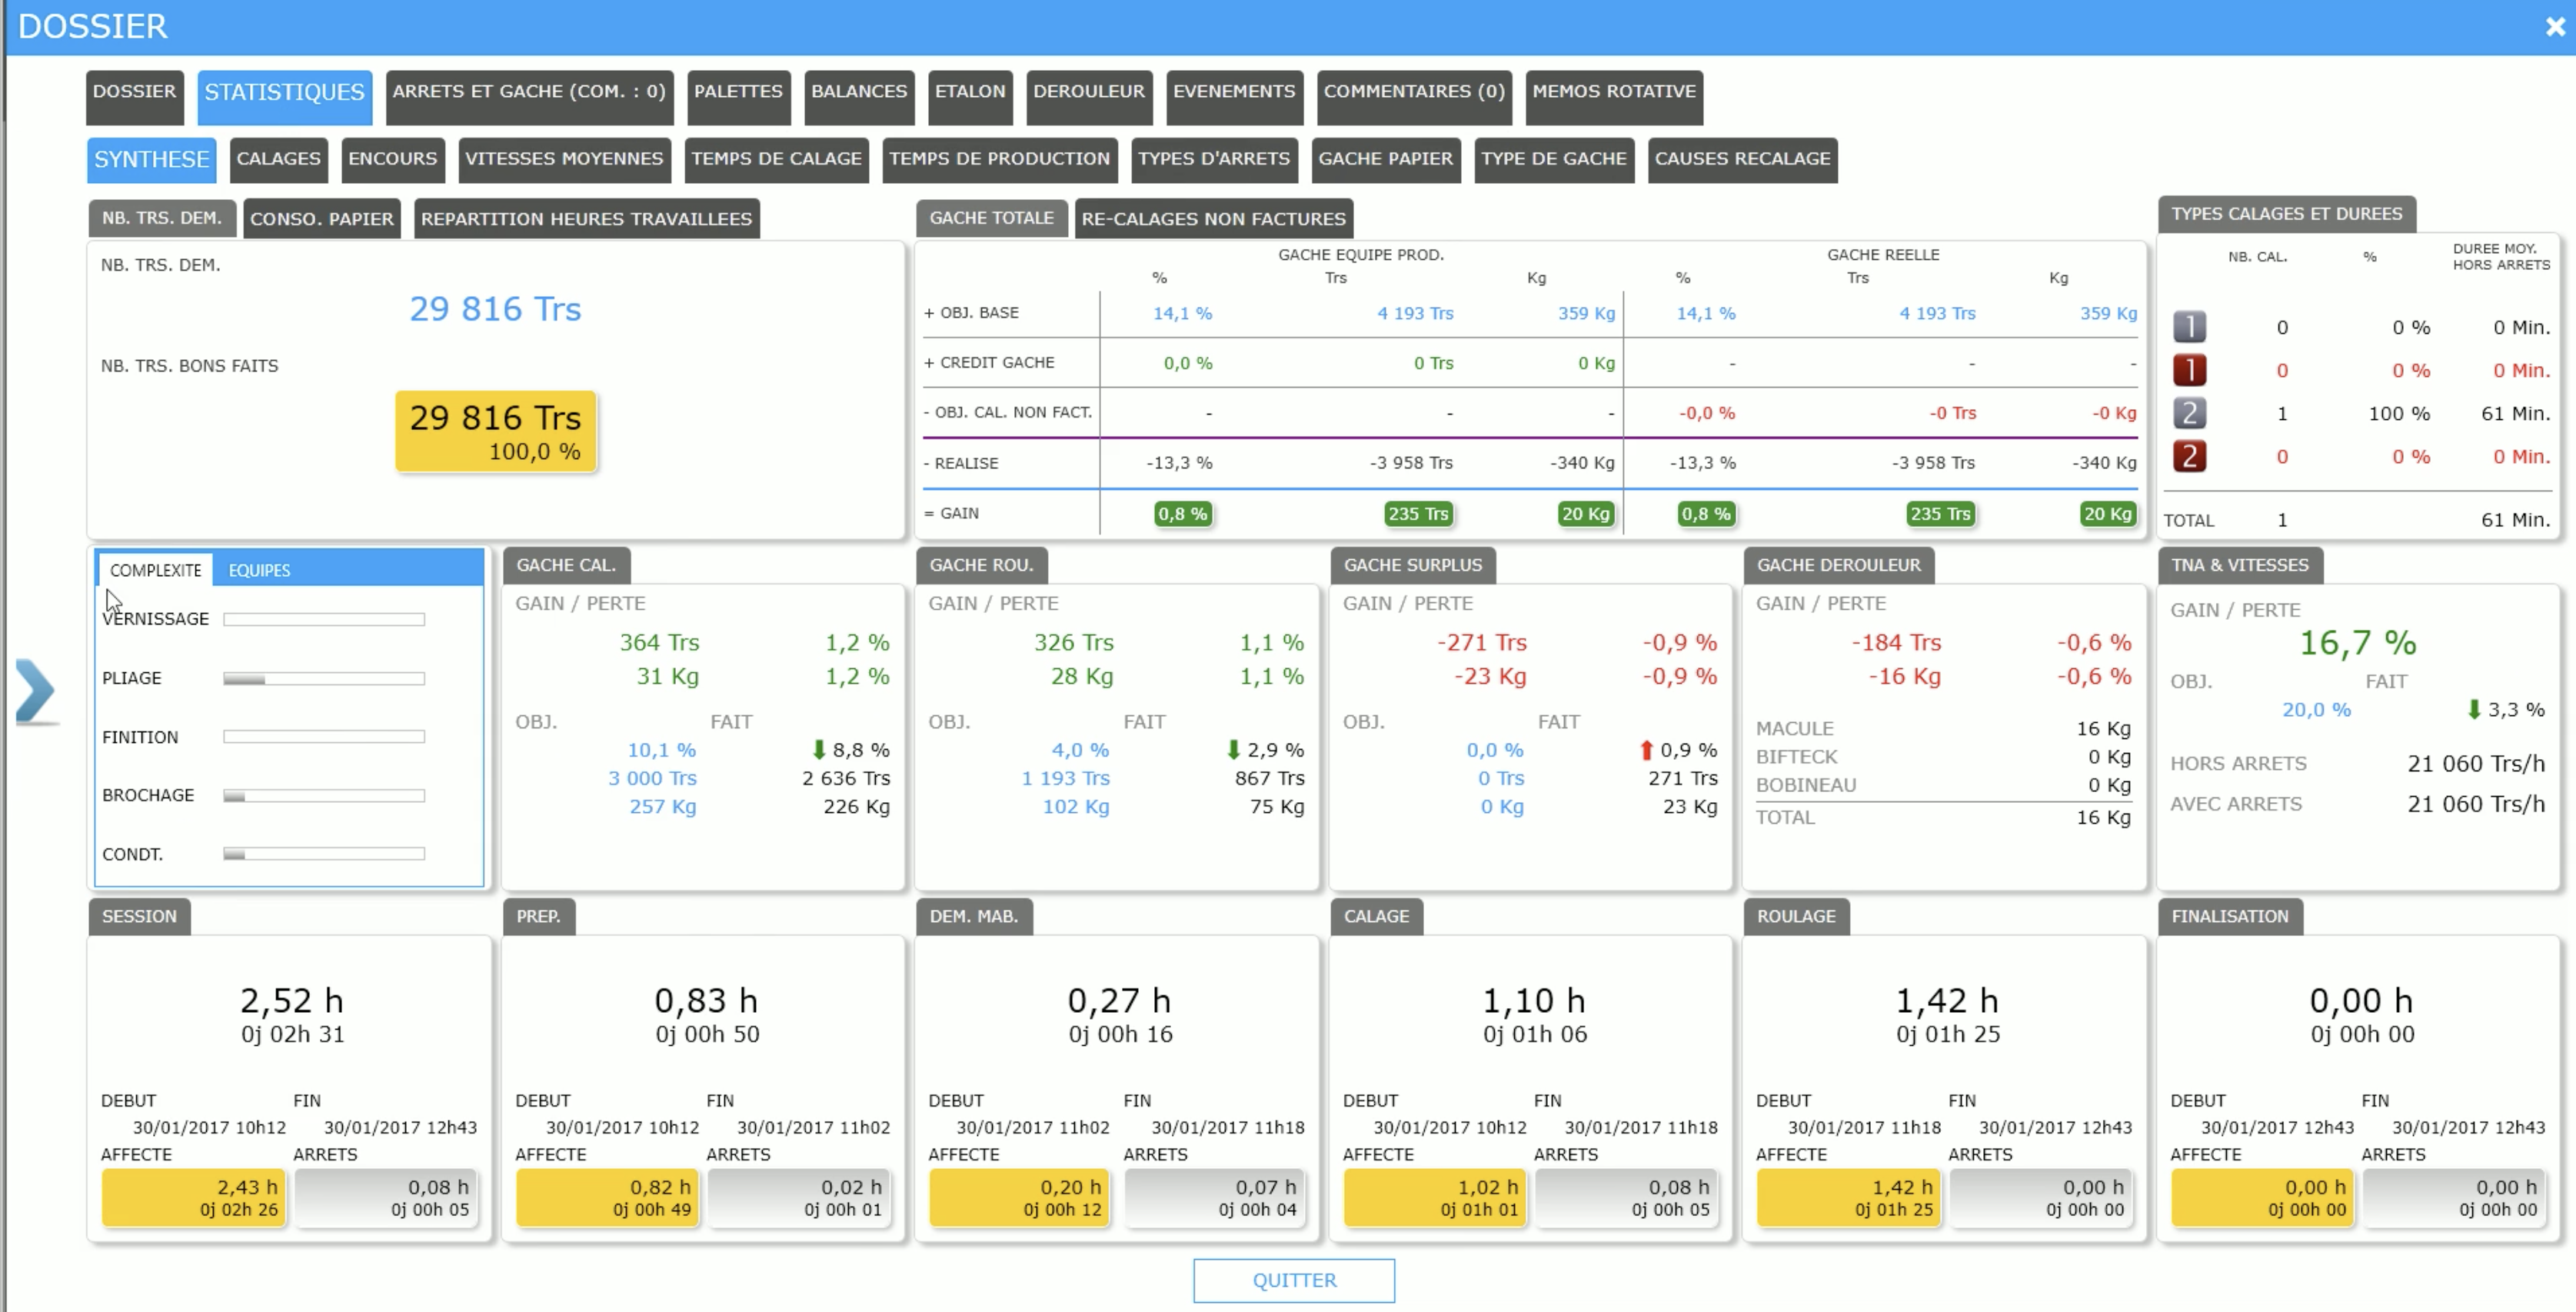 DOSSIER
DOSSIER STATISTIQUES ARRETS ET GACHE (COM. : 0) PALETTES BALANCES ETALON DEROULEUR EVENEMENTS COMMENTAIRES (0) MEMOS ROTATIVE
SYNTHESE CALAGES ENCOURS VITESSES MOYENNES TEMPS DE CALAGE TEMPS DE PRODUCTION TYPES D'ARRETS GACHE PAPIER TYPE DE GACHE CAUSES RECALAGE
NB. TRS. DEM. CONSO. PAPIER REPARTITION HEURES TRAVAILLEES
NB. TRS. DEM.
29 816 Trs
NB. TRS. BONS FAITS
29 816 Trs
100,0 %
GACHE TOTALE RE-CALAGES NON FACTURES
GACHE EQUIPE PROD. GACHE REELLE
% Trs Kg % Trs Kg
+ OBJ. BASE 14,1 % 4 193 Trs 359 Kg 14,1 % 4 193 Trs 359 Kg
+ CREDIT GACHE 0,0 % 0 Trs 0 Kg - - -
- OBJ. CAL. NON FACT. - - - -0,0 % -0 Trs -0 Kg
- REALISE -13,3 % -3 958 Trs -340 Kg -13,3 % -3 958 Trs -340 Kg
= GAIN 0,8 % 235 Trs 20 Kg 0,8 % 235 Trs 20 Kg
TYPES CALAGES ET DUREES
NB. CAL. % DUREE MOY.
HORS ARRETS
1 0 0 % 0 Min.
1 0 0 % 0 Min.
2 1 100 % 61 Min.
2 0 0 % 0 Min.
TOTAL 1 61 Min.
COMPLEXITE EQUIPES
VERNISSAGE
PLIAGE
FINITION
BROCHAGE
CONDT.
GACHE CAL.
GAIN / PERTE
364 Trs 1,2 %
31 Kg 1,2 %
OBJ. FAIT
10,1 % 8,8 %
3 000 Trs 2 636 Trs
257 Kg 226 Kg
GACHE ROU.
GAIN / PERTE
326 Trs 1,1 %
28 Kg 1,1 %
OBJ. FAIT
4,0 % 2,9 %
1 193 Trs 867 Trs
102 Kg 75 Kg
GACHE SURPLUS
GAIN / PERTE
-271 Trs -0,9 %
-23 Kg -0,9 %
OBJ. FAIT
0,0 % 0,9 %
0 Trs 271 Trs
0 Kg 23 Kg
GACHE DEROULEUR
GAIN / PERTE
-184 Trs -0,6 %
-16 Kg -0,6 %
MACULE 16 Kg
BIFTECK 0 Kg
BOBINEAU 0 Kg
TOTAL 16 Kg
TNA & VITESSES
GAIN / PERTE
16,7 %
OBJ. FAIT
20,0 % 3,3 %
HORS ARRETS 21 060 Trs/h
AVEC ARRETS 21 060 Trs/h
SESSION
2,52 h
0j 02h 31
DEBUT FIN
30/01/2017 10h12 30/01/2017 12h43
AFFECTE ARRETS
2,43 h 0,08 h
0j 02h 26 0j 00h 05
PREP.
0,83 h
0j 00h 50
DEBUT FIN
30/01/2017 10h12 30/01/2017 11h02
AFFECTE ARRETS
0,82 h 0,02 h
0j 00h 49 0j 00h 01
DEM. MAB.
0,27 h
0j 00h 16
DEBUT FIN
30/01/2017 11h02 30/01/2017 11h18
AFFECTE ARRETS
0,20 h 0,07 h
0j 00h 12 0j 00h 04
CALAGE
1,10 h
0j 01h 06
DEBUT FIN
30/01/2017 10h12 30/01/2017 11h18
AFFECTE ARRETS
1,02 h 0,08 h
0j 01h 01 0j 00h 05
ROULAGE
1,42 h
0j 01h 25
DEBUT FIN
30/01/2017 11h18 30/01/2017 12h43
AFFECTE ARRETS
1,42 h 0,00 h
0j 01h 25 0j 00h 00
FINALISATION
0,00 h
0j 00h 00
DEBUT FIN
30/01/2017 12h43 30/01/2017 12h43
AFFECTE ARRETS
0,00 h 0,00 h
0j 00h 00 0j 00h 00
QUITTER